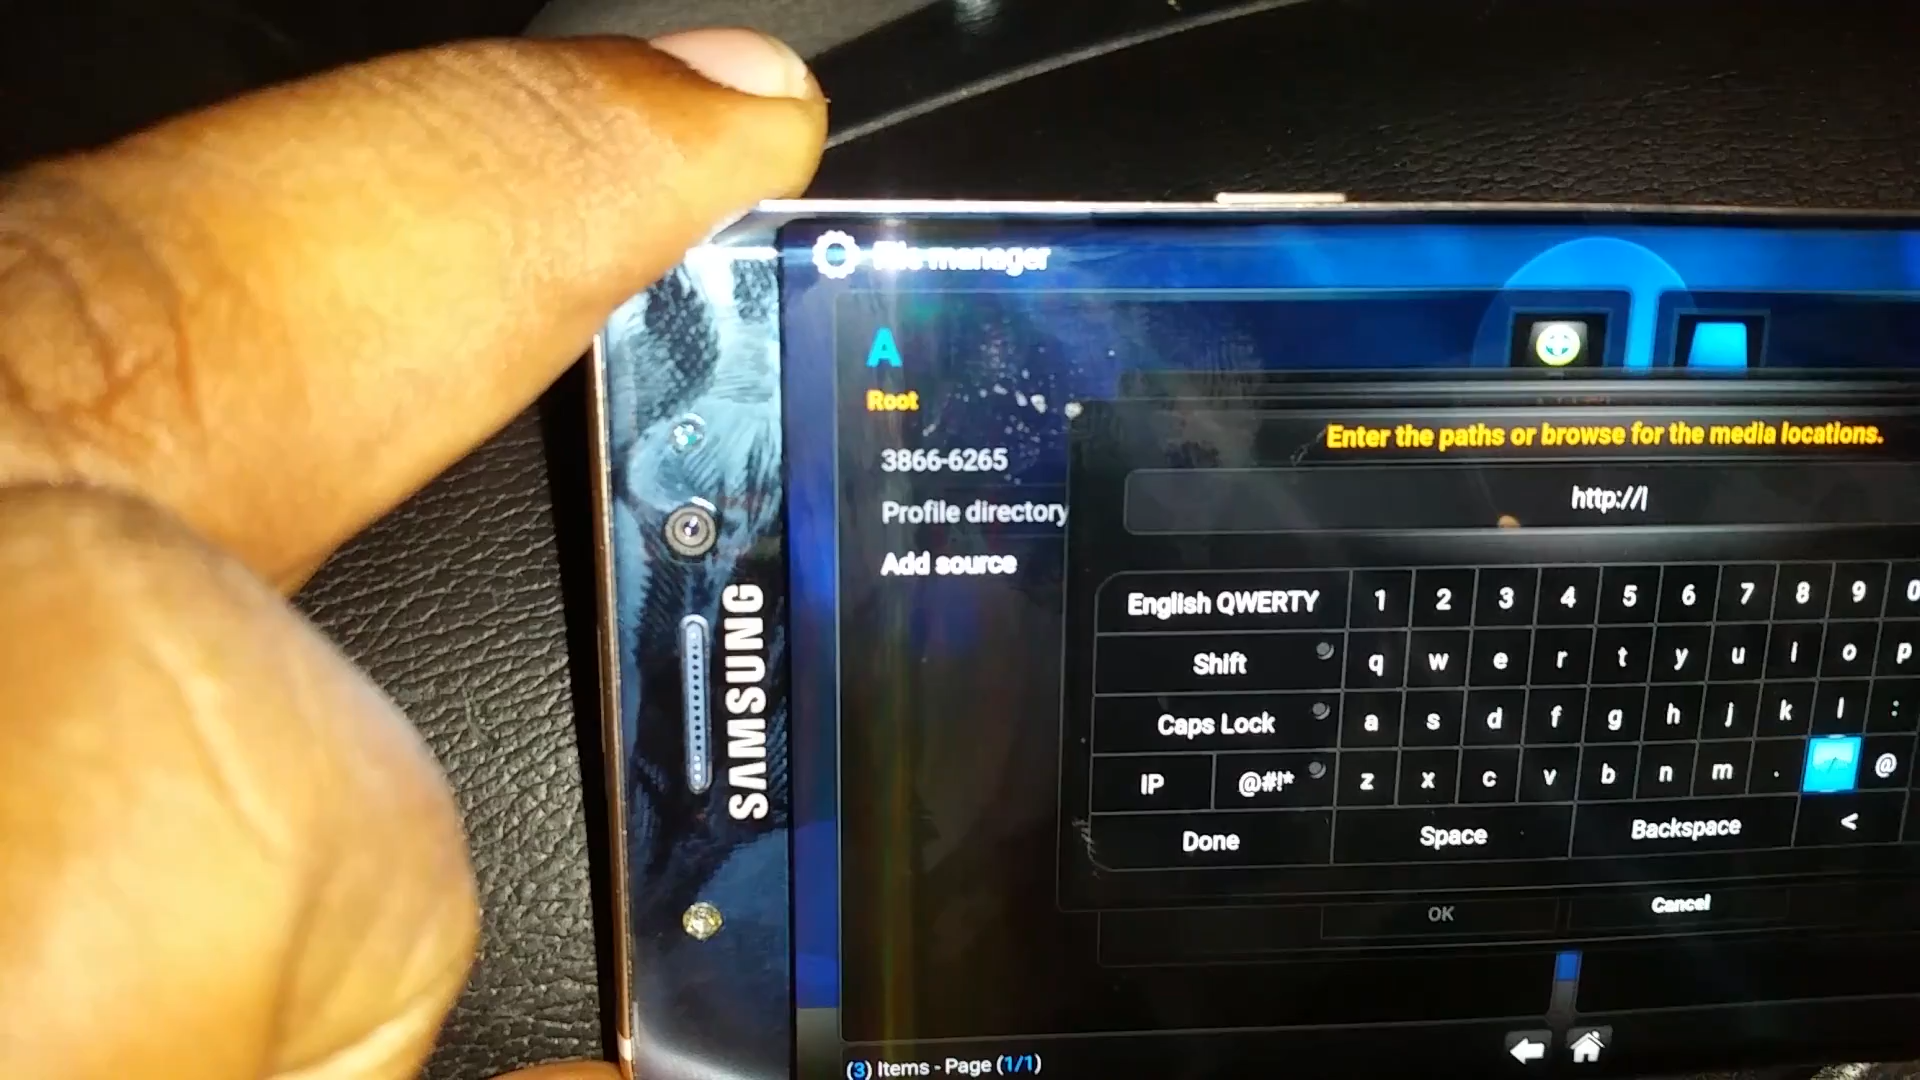 File manager
A
Root
3866-6265
Profile directory
Add source
Enter the paths or browse for the media locations.
http://
English QWERTY 1 2 3 4 5 6 7 8 9 0
Shift q w e r t y u i o p
Caps Lock a s d f g h j k l :
IP @#!* z x c v b n m . / @
Done Space Backspace <
OK Cancel
(3) Items - Page (1/1)
SAMSUNG